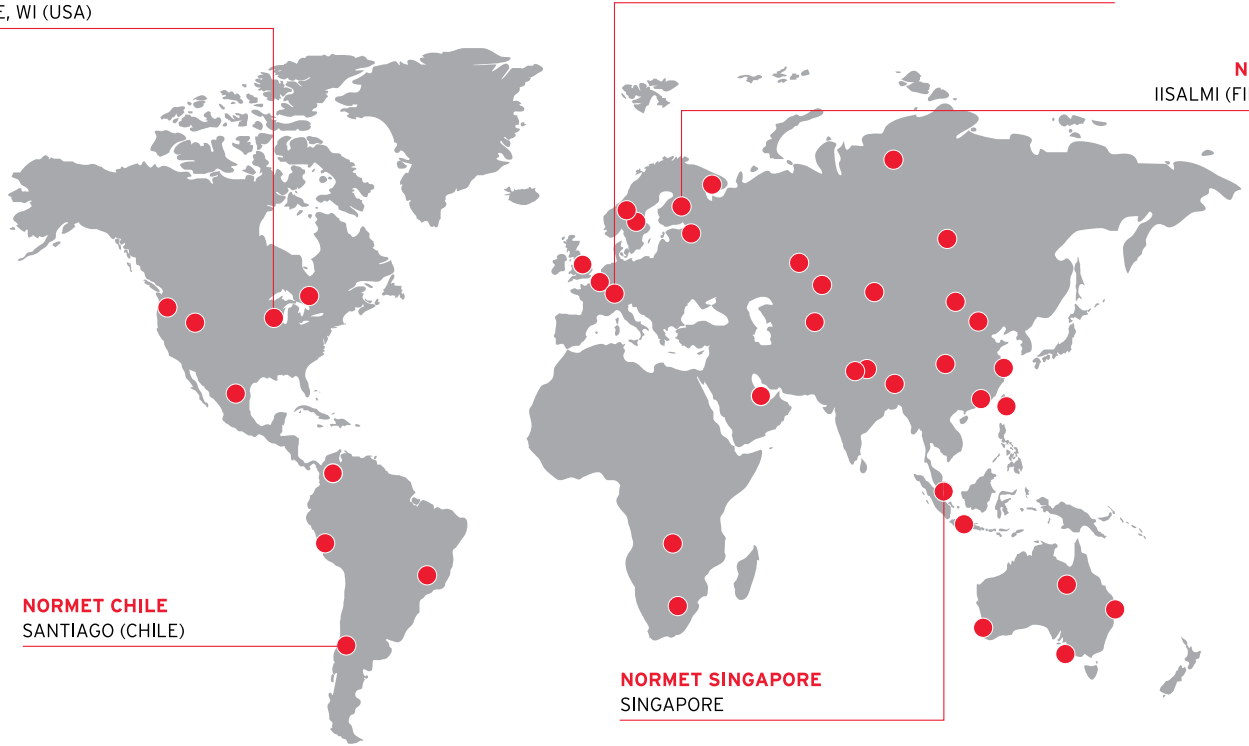 E, WI (USA)
N
IISALMI (FI
NORMET CHILE
SANTIAGO (CHILE)
NORMET SINGAPORE
SINGAPORE